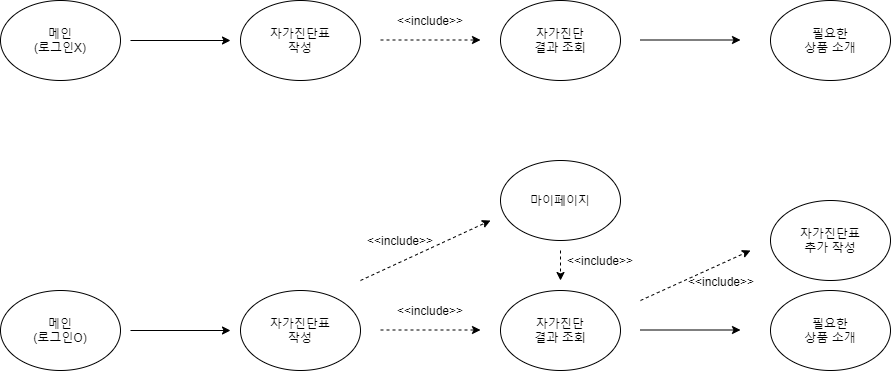 <<include>>
메인
(로그인X)
자가진단표
작성
자가진단
결과 조회
필요한
상품 소개
마이페이지
<<include>>
<<include>>
자가진단표
추가 작성
<<include>>
<<include>>
메인
(로그인O)
자가진단표
작성
자가진단
결과 조회
필요한
상품 소개